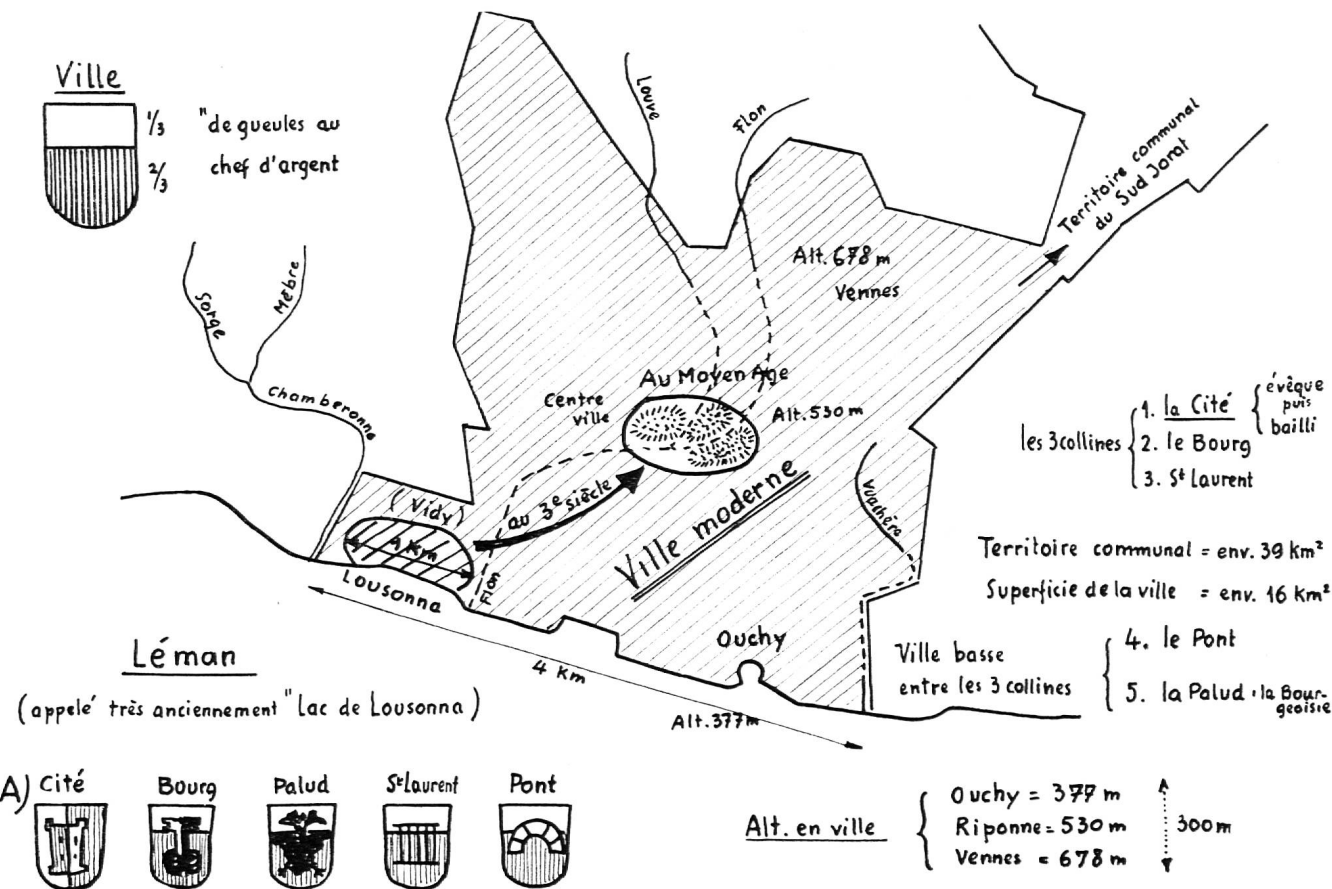 Ville
1/3
"de gueules au
2/3
chef d'argent
Louve
Flon
Territoire communal
du Sud Jorat
Alt. 678 m
Vennes
Sorge
Mèbre
Chamberonne
Au Moyen Age
Centre
ville
Alt. 530 m
les 3 collines
1. la Cité
évêque
puis
bailli
2. le Bourg
3. St Laurent
(Vidy)
au 3e siècle
1 Km
Lousonna
Flon
Ville moderne
Vuachère
Territoire communal = env. 39 km²
Superficie de la ville = env. 16 km²
Ouchy
Ville basse
entre les 3 collines
4. le Pont
5. la Palud : la Bour-
geoisie
Léman
(appelé très anciennement "Lac de Lousonna)
4 Km
Alt. 377m
A)
Cité
Bourg
Palud
St Laurent
Pont
Alt. en ville
Ouchy = 377 m
Riponne = 530 m
Vennes = 678 m
300m